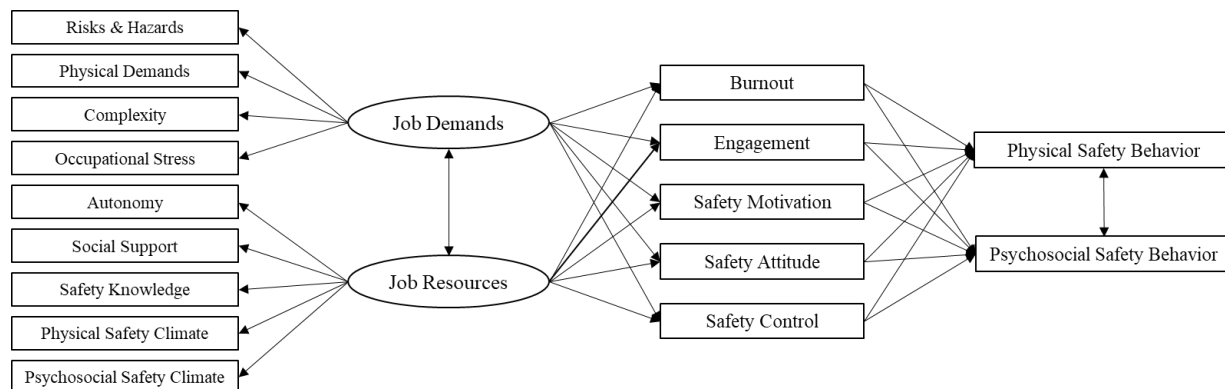 Risks & Hazards
Physical Demands
Complexity
Occupational Stress
Autonomy
Social Support
Safety Knowledge
Physical Safety Climate
Psychosocial Safety Climate
Job Demands
Job Resources
Burnout
Engagement
Safety Motivation
Safety Attitude
Safety Control
Physical Safety Behavior
Psychosocial Safety Behavior